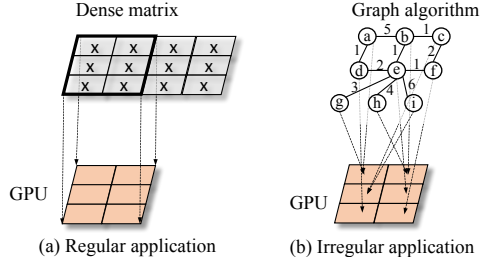 Dense matrix
Graph algorithm
X X X X
X X X X
X X X X
a 5 b 1 c
1 1 2
d 2 e 1 f
3 4 6
g h i
GPU
GPU
(a) Regular application
(b) Irregular application